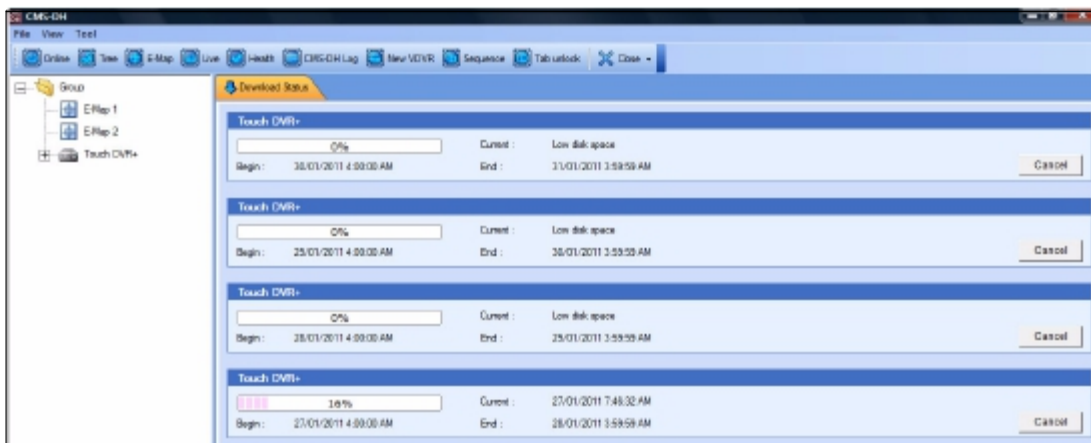 CMS-DH
File View Tool
Online Tree E-Map Live Health CMS-DH Log New VDVR Sequence Tab unlock Close
Group
E-Map 1
E-Map 2
Touch DVR+
Download Status
Touch DVR+
0% Current : Low disk space
Begin : 30/01/2011 4:00:00 AM End : 31/01/2011 3:59:59 AM Cancel
Touch DVR+
0% Current : Low disk space
Begin : 29/01/2011 4:00:00 AM End : 30/01/2011 3:59:59 AM Cancel
Touch DVR+
0% Current : Low disk space
Begin : 28/01/2011 4:00:00 AM End : 29/01/2011 3:59:59 AM Cancel
Touch DVR+
16% Current : 27/01/2011 7:46:32 AM
Begin : 27/01/2011 4:00:00 AM End : 28/01/2011 3:59:59 AM Cancel